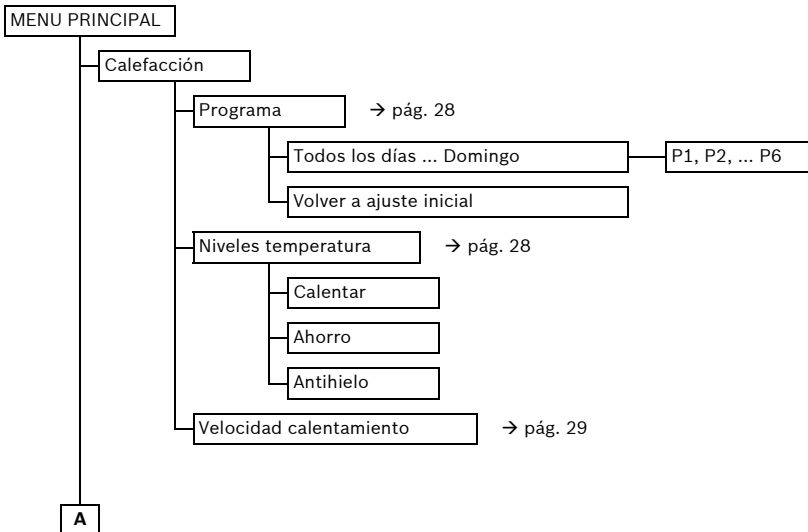 MENU PRINCIPAL
Calefacción
Programa → pág. 28
Todos los días ... Domingo P1, P2, ... P6
Volver a ajuste inicial
Niveles temperatura → pág. 28
Calentar
Ahorro
Antihielo
Velocidad calentamiento → pág. 29
A